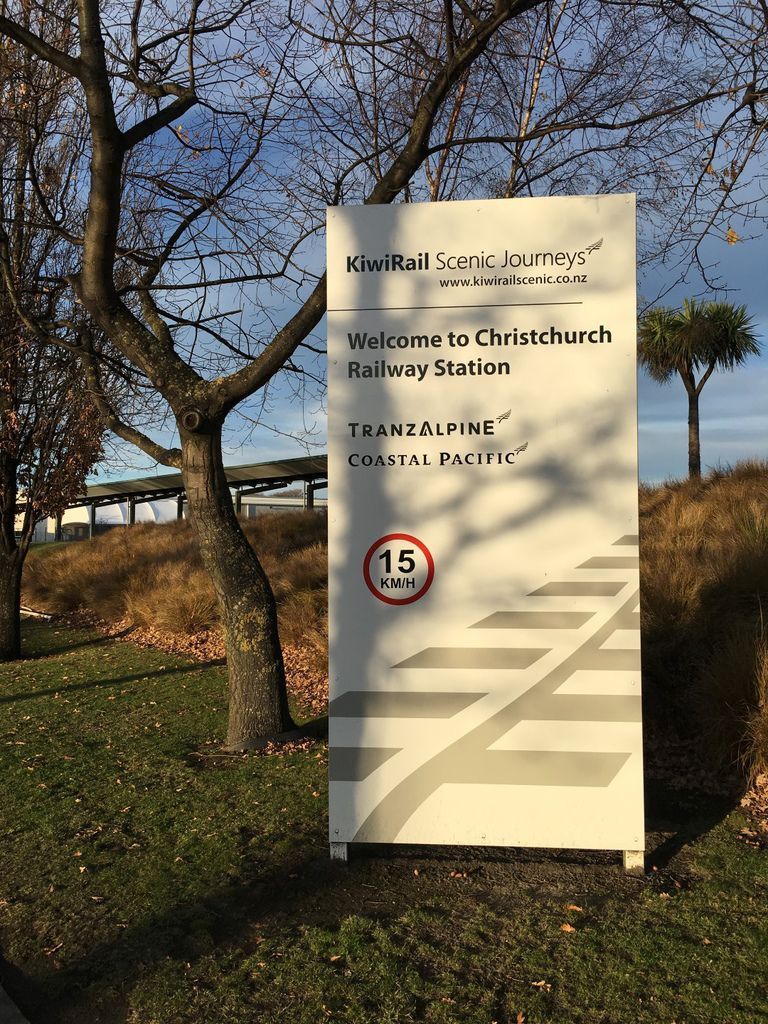 KiwiRail Scenic Journeys
www.kiwirailscenic.co.nz
Welcome to Christchurch
Railway Station
TRANZALPINE
COASTAL PACIFIC
15
KM/H